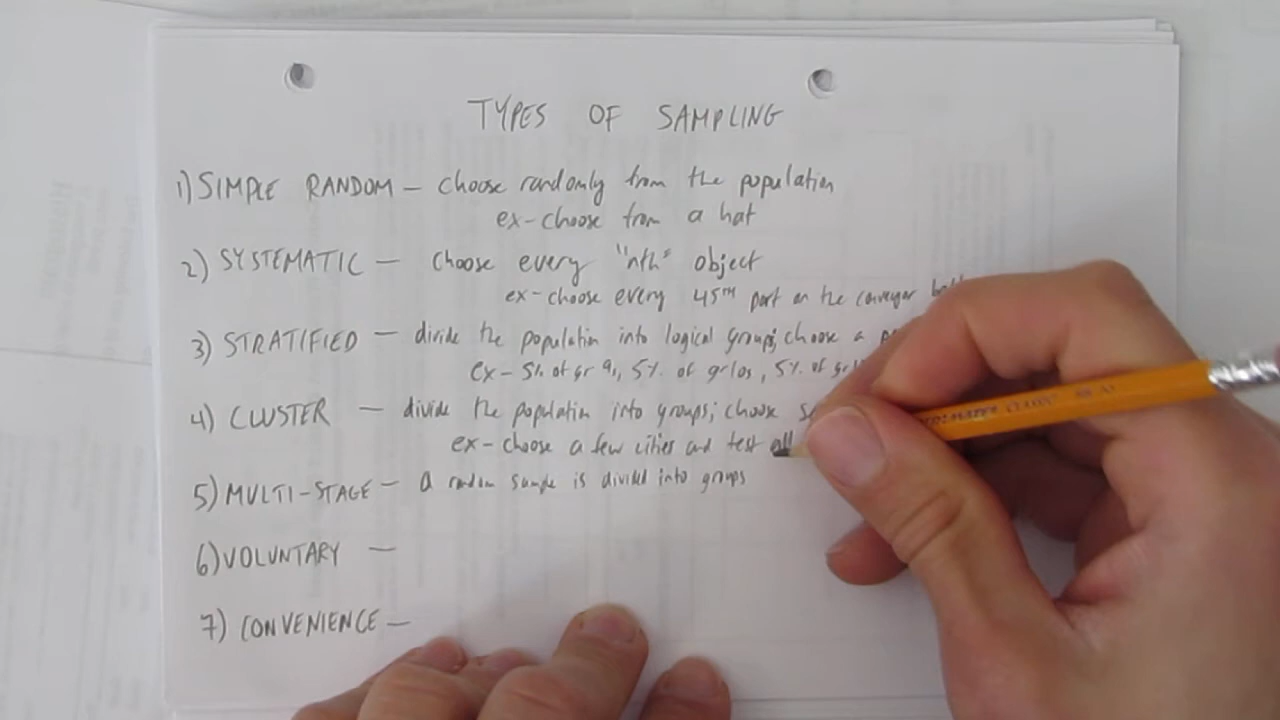 TYPES OF SAMPLING
1) SIMPLE RANDOM – choose randomly from the population
ex- choose from a hat
2) SYSTEMATIC – choose every "nth" object
ex- choose every 45TH part on the conveyor
3) STRATIFIED – divide the population into logical groups; choose a
ex- 5% of gr 9s, 5% of gr10s, 5% of
4) CLUSTER – divide the population into groups; choose
ex- choose a few cities and test all
5) MULTI-STAGE – a random sample is divided into groups
6) VOLUNTARY –
7) CONVENIENCE –